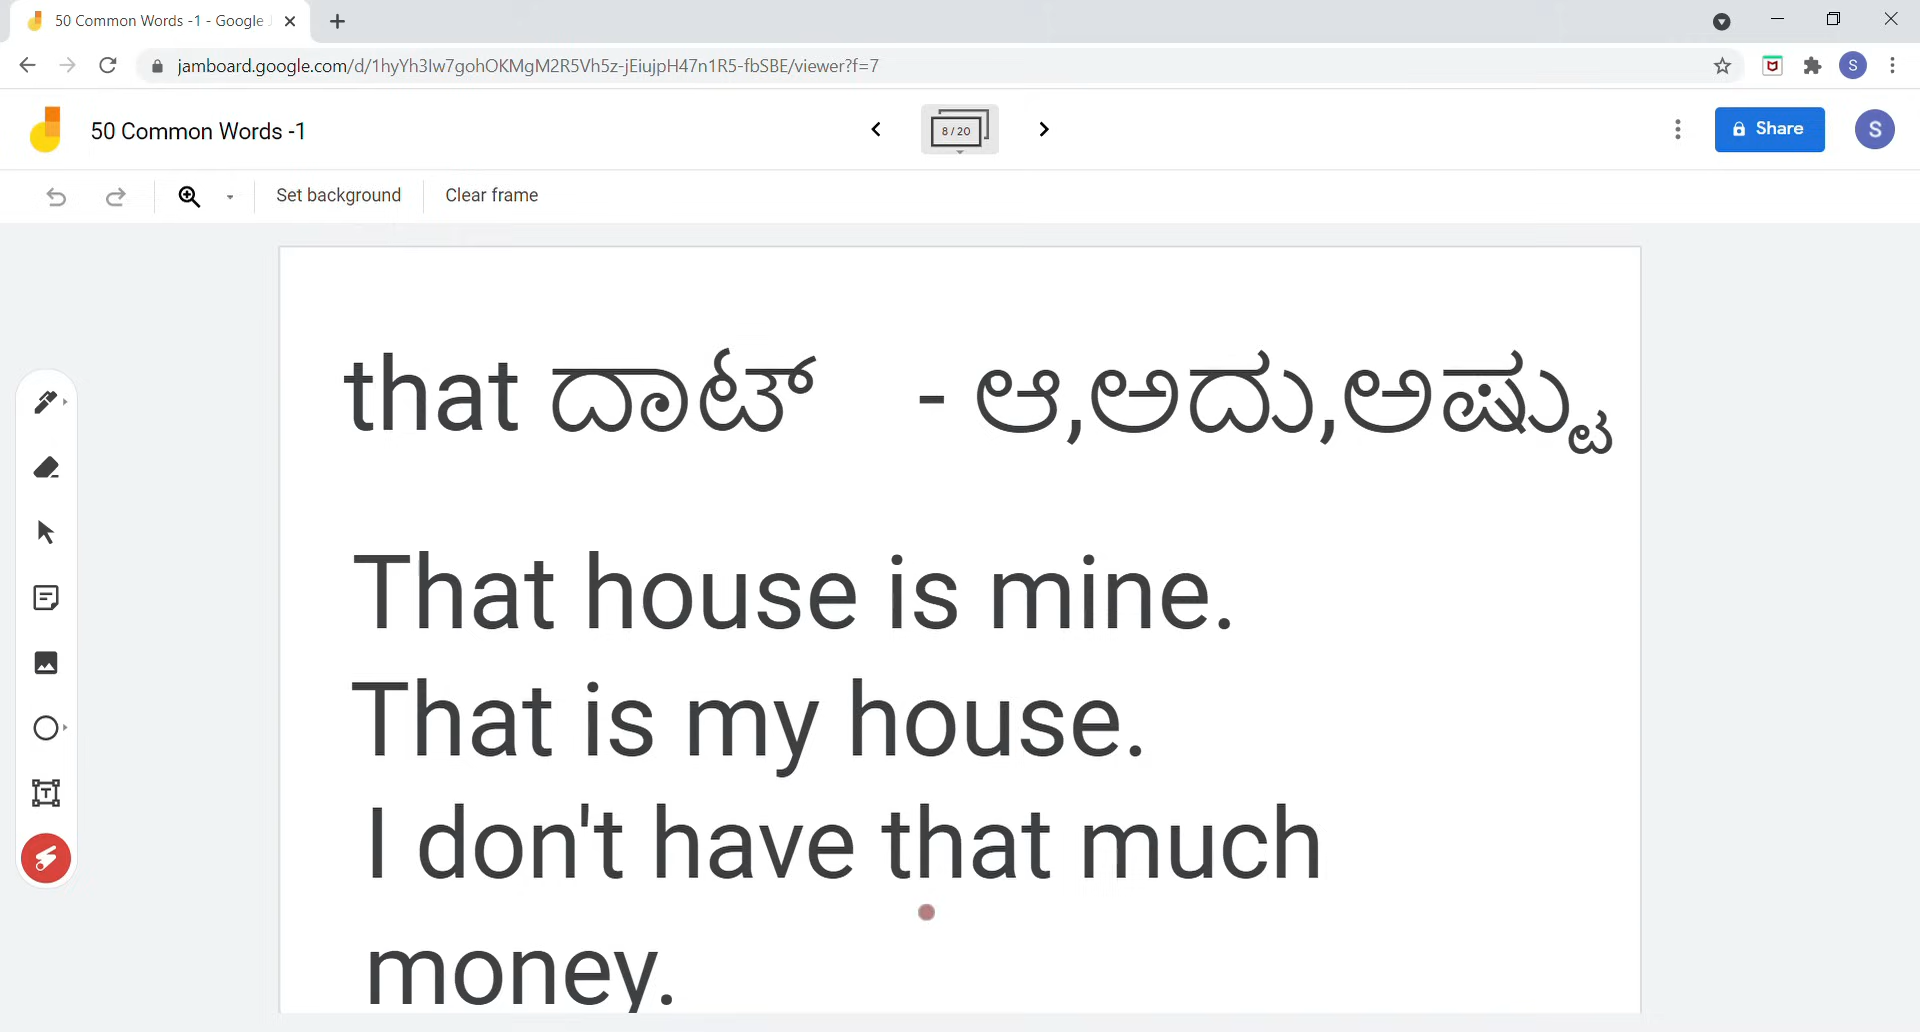 50 Common Words -1 - Google J
jamboard.google.com/d/1hyYh3Iw7gohOKMgM2R5Vh5z-jEiujpH47n1R5-fbSBE/viewer?f=7
S
50 Common Words -1
8 / 20
Share
S
Set background
Clear frame
that ದಾಟ್ - ಆ,ಅದು,ಅಷ್ಟು
That house is mine.
That is my house.
I don't have that much
money.